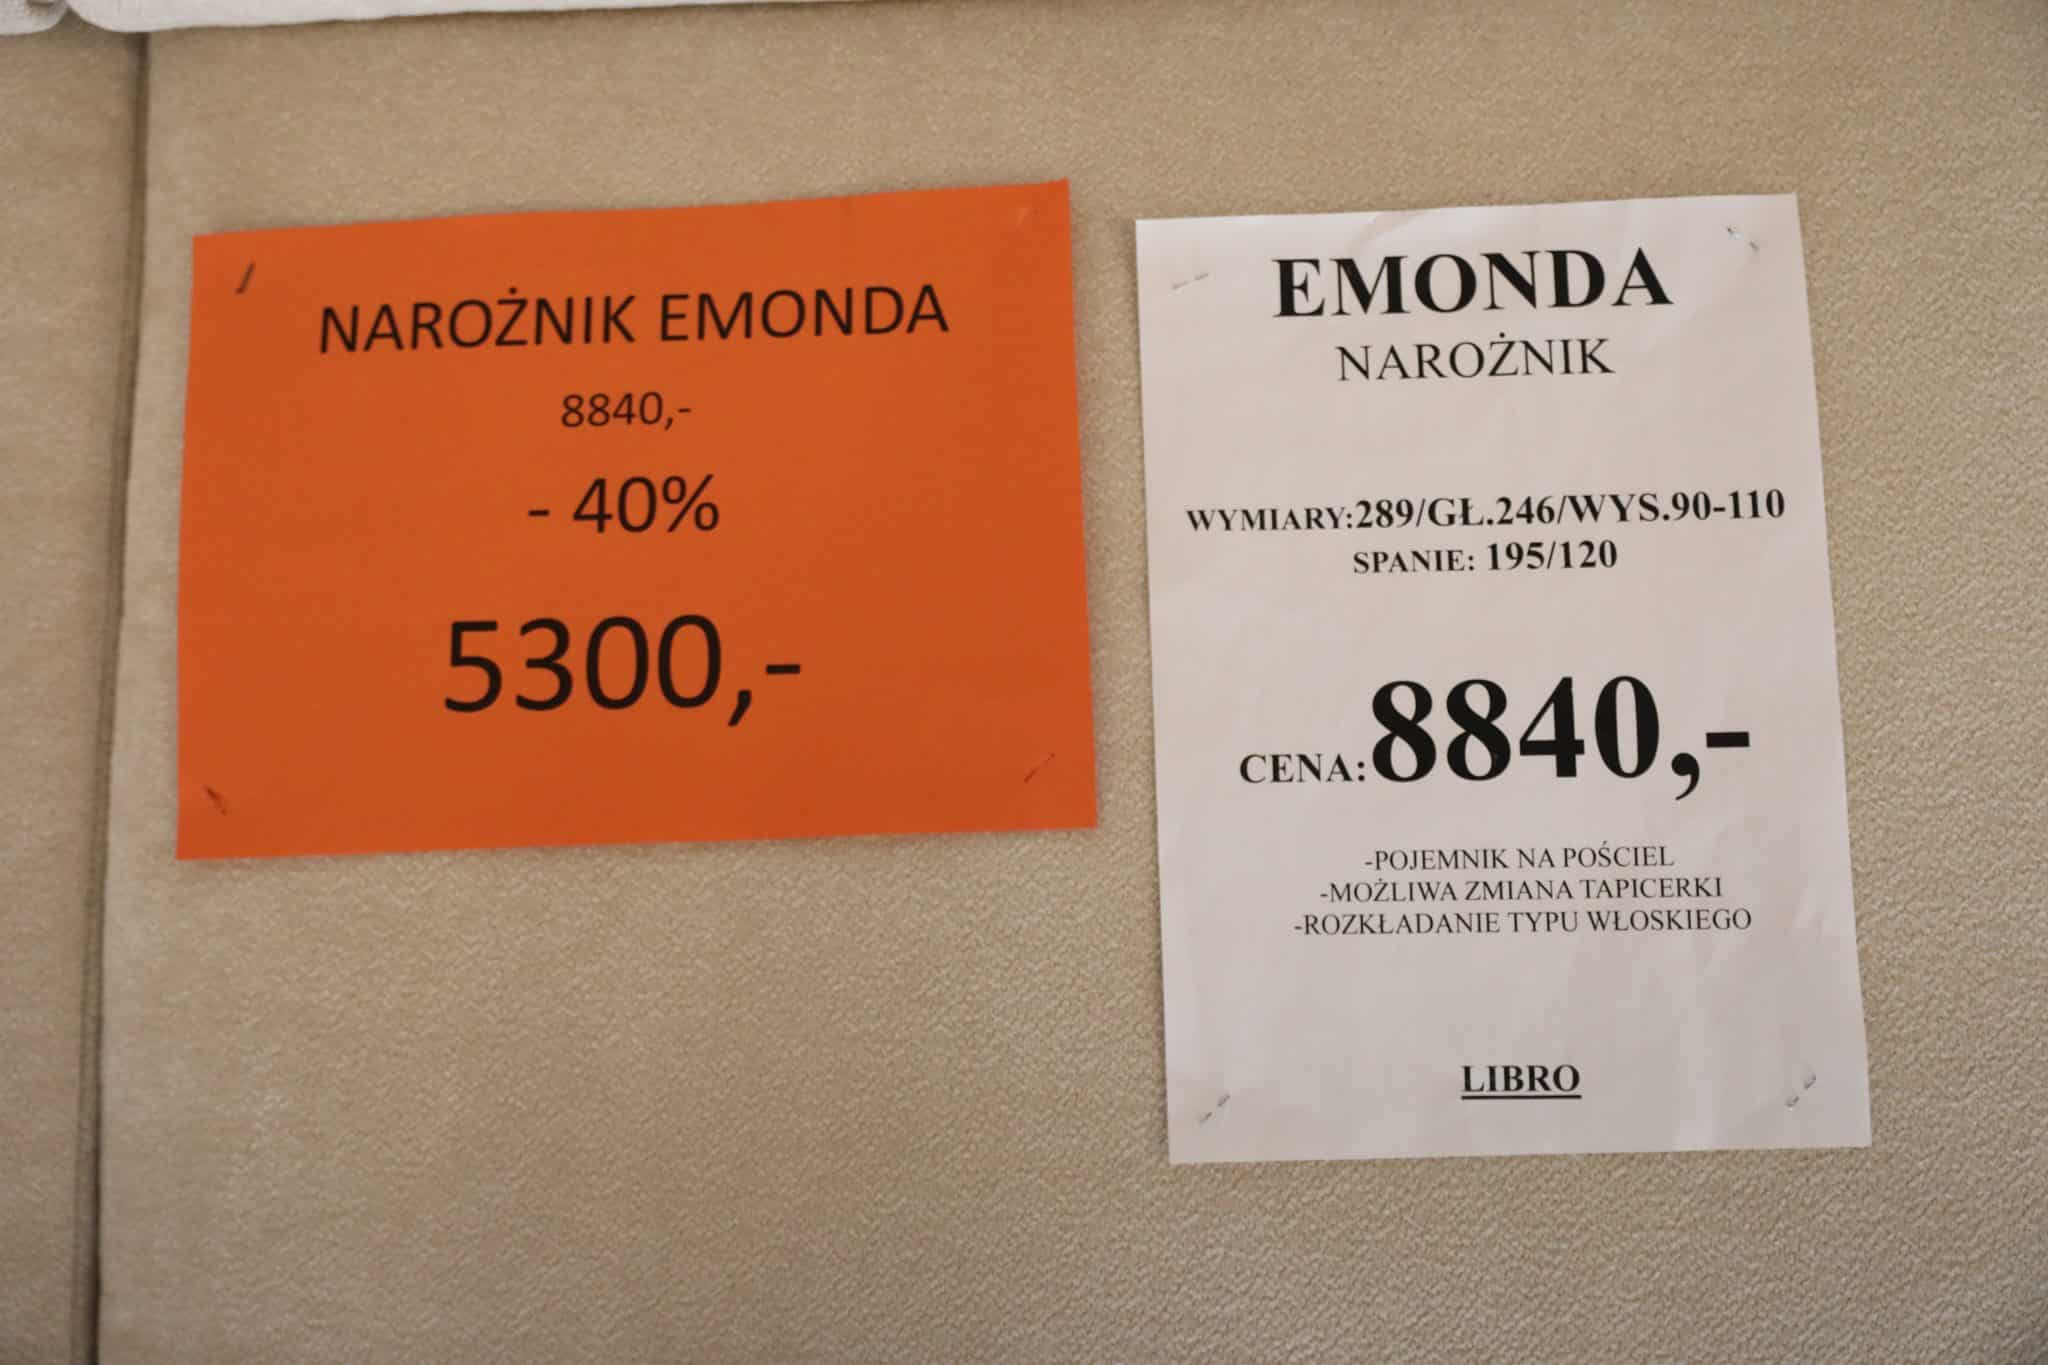 NAROŻNIK EMONDA
8840,-
- 40%
5300,-
EMONDA
NAROŻNIK
WYMIARY:289/GŁ.246/WYS.90-110
SPANIE: 195/120
CENA:8840,-
-POJEMNIK NA POŚCIEL
-MOŻLIWA ZMIANA TAPICERKI
-ROZKŁADANIE TYPU WŁOSKIEGO
LIBRO